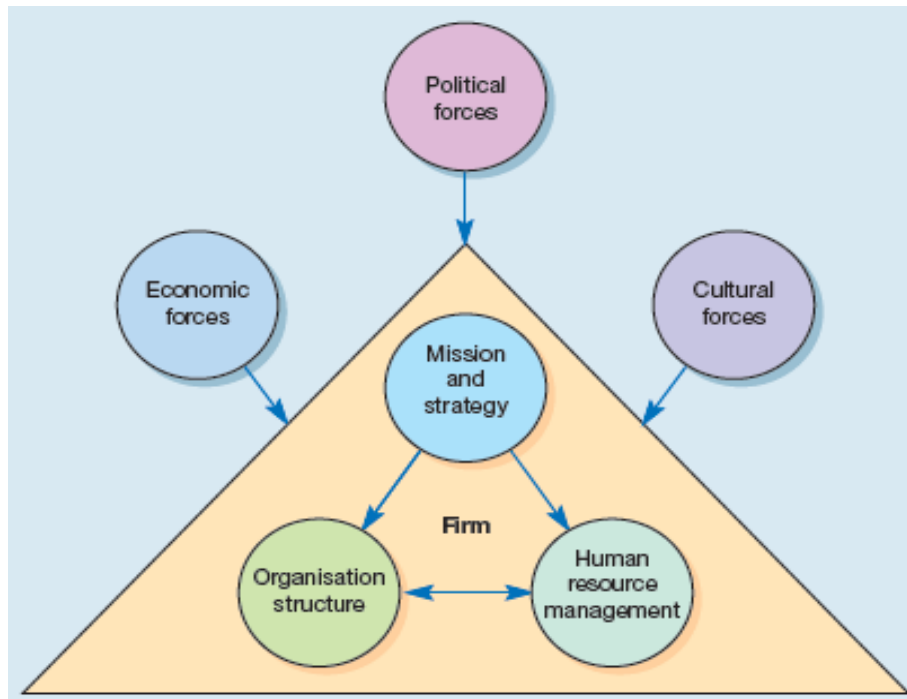 Political
forces
Economic
forces
Cultural
forces
Mission
and
strategy
Firm
Organisation
structure
Human
resource
management